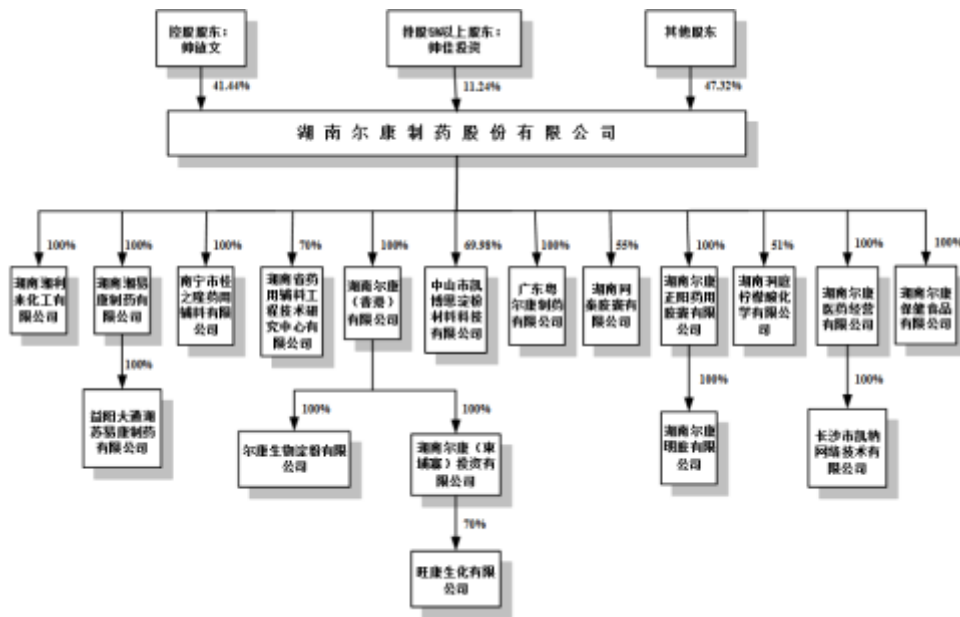 控股股东：
帅放文
持股5%以上股东：
帅佳投资
其他股东
41.44%
11.24%
47.32%
湖南尔康制药股份有限公司
100%
100%
100%
70%
100%
69.98%
100%
55%
100%
51%
100%
100%
湖南湘利
来化工有
限公司
湖南湘易
康制药有
限公司
南宁市桂
之隆药用
辅料有限
公司
湖南省药
用辅料工
程技术研
究中心有
限公司
湖南尔康
（香港）
有限公司
中山市凯
博思淀粉
材料科技
有限公司
广东粤
尔康制药
有限公司
湖南
胶囊有
限公司
湖南尔康
正阳药用
胶囊有限
公司
湖南洞庭
柠檬酸化
学有限公
司
湖南尔康
医药经营
有限公司
湖南尔康
保健食品
有限公司
100%
100%
100%
100%
100%
益阳大通湖
苏易康制药
有限公司
尔康生物淀粉有限
公司
湖南尔康（柬
埔寨）投资有
限公司
湖南尔康
明胶有限
公司
长沙市凯纳
网络技术有
限公司
70%
旺康生化有限
公司